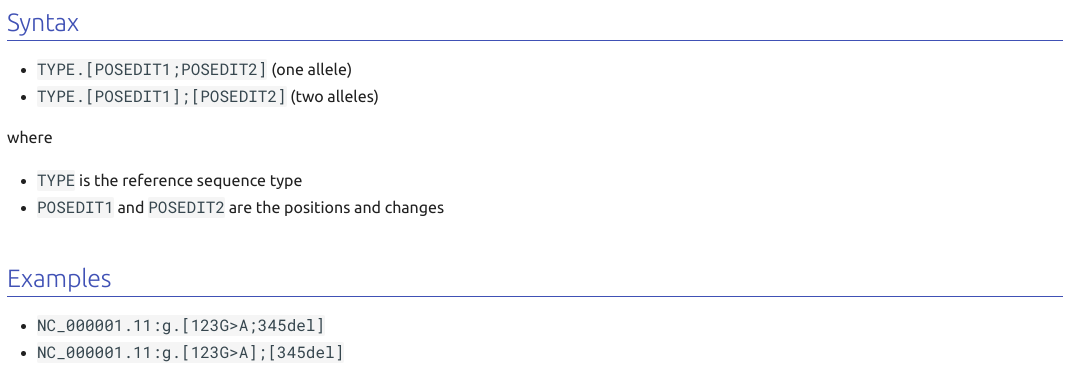 Syntax
TYPE.[POSEDIT1;POSEDIT2] (one allele)
TYPE.[POSEDIT1];[POSEDIT2] (two alleles)
where
TYPE is the reference sequence type
POSEDIT1 and POSEDIT2 are the positions and changes
Examples
NC_000001.11:g.[123G>A;345del]
NC_000001.11:g.[123G>A];[345del]